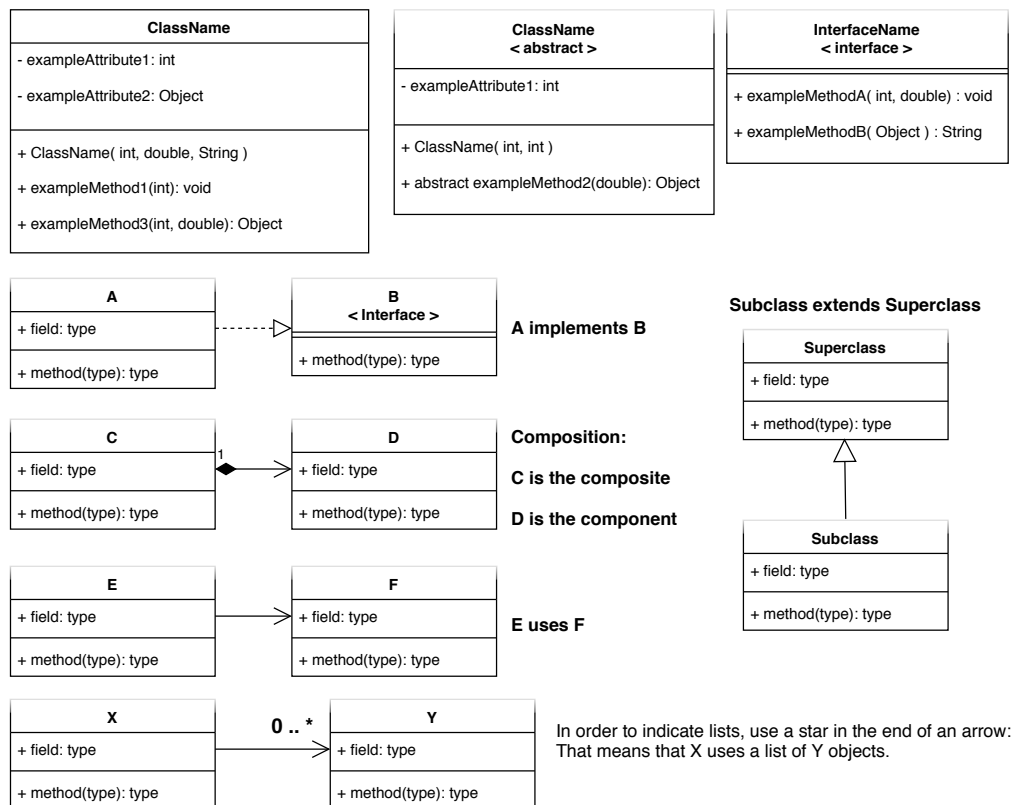 ClassName
- exampleAttribute1: int
- exampleAttribute2: Object
+ ClassName( int, double, String )
+ exampleMethod1(int): void
+ exampleMethod3(int, double): Object
ClassName
< abstract >
- exampleAttribute1: int
+ ClassName( int, int )
+ abstract exampleMethod2(double): Object
InterfaceName
< interface >
+ exampleMethodA( int, double) : void
+ exampleMethodB( Object ) : String
A
+ field: type
+ method(type): type
B
< Interface >
+ method(type): type
A implements B
C
+ field: type
+ method(type): type
1
D
+ field: type
+ method(type): type
Composition:
C is the composite
D is the component
E
+ field: type
+ method(type): type
F
+ field: type
+ method(type): type
E uses F
Subclass extends Superclass
Superclass
+ field: type
+ method(type): type
Subclass
+ field: type
+ method(type): type
X
+ field: type
+ method(type): type
0 .. *
Y
+ field: type
+ method(type): type
In order to indicate lists, use a star in the end of an arrow:
That means that X uses a list of Y objects.